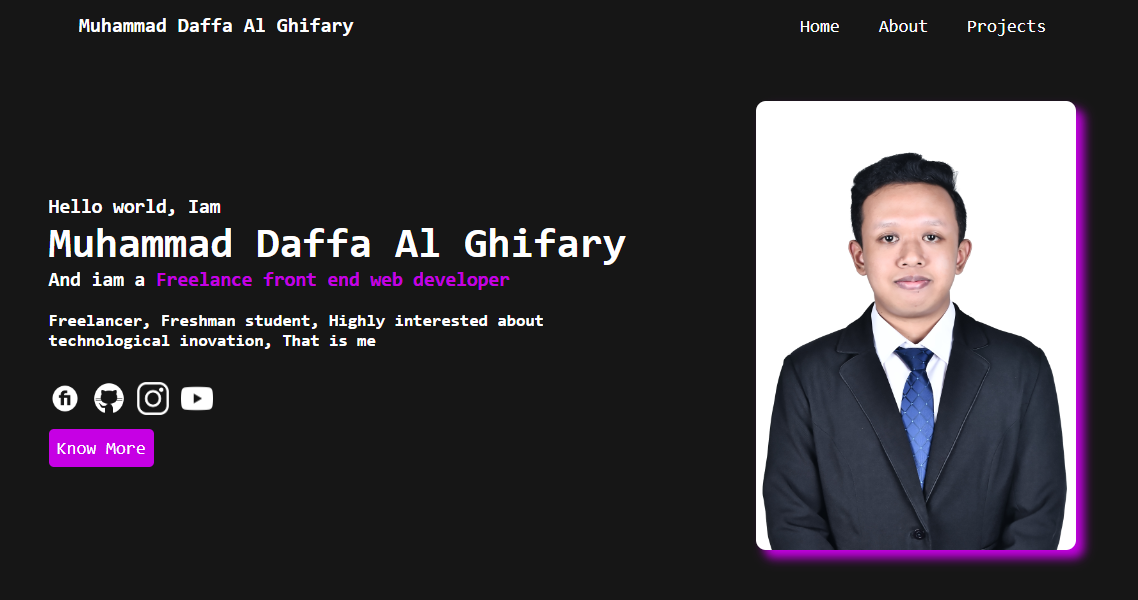 Muhammad Daffa Al Ghifary
Home About Projects
Hello world, Iam
Muhammad Daffa Al Ghifary
And iam a Freelance front end web developer
Freelancer, Freshman student, Highly interested about
technological inovation, That is me
fi
Know More